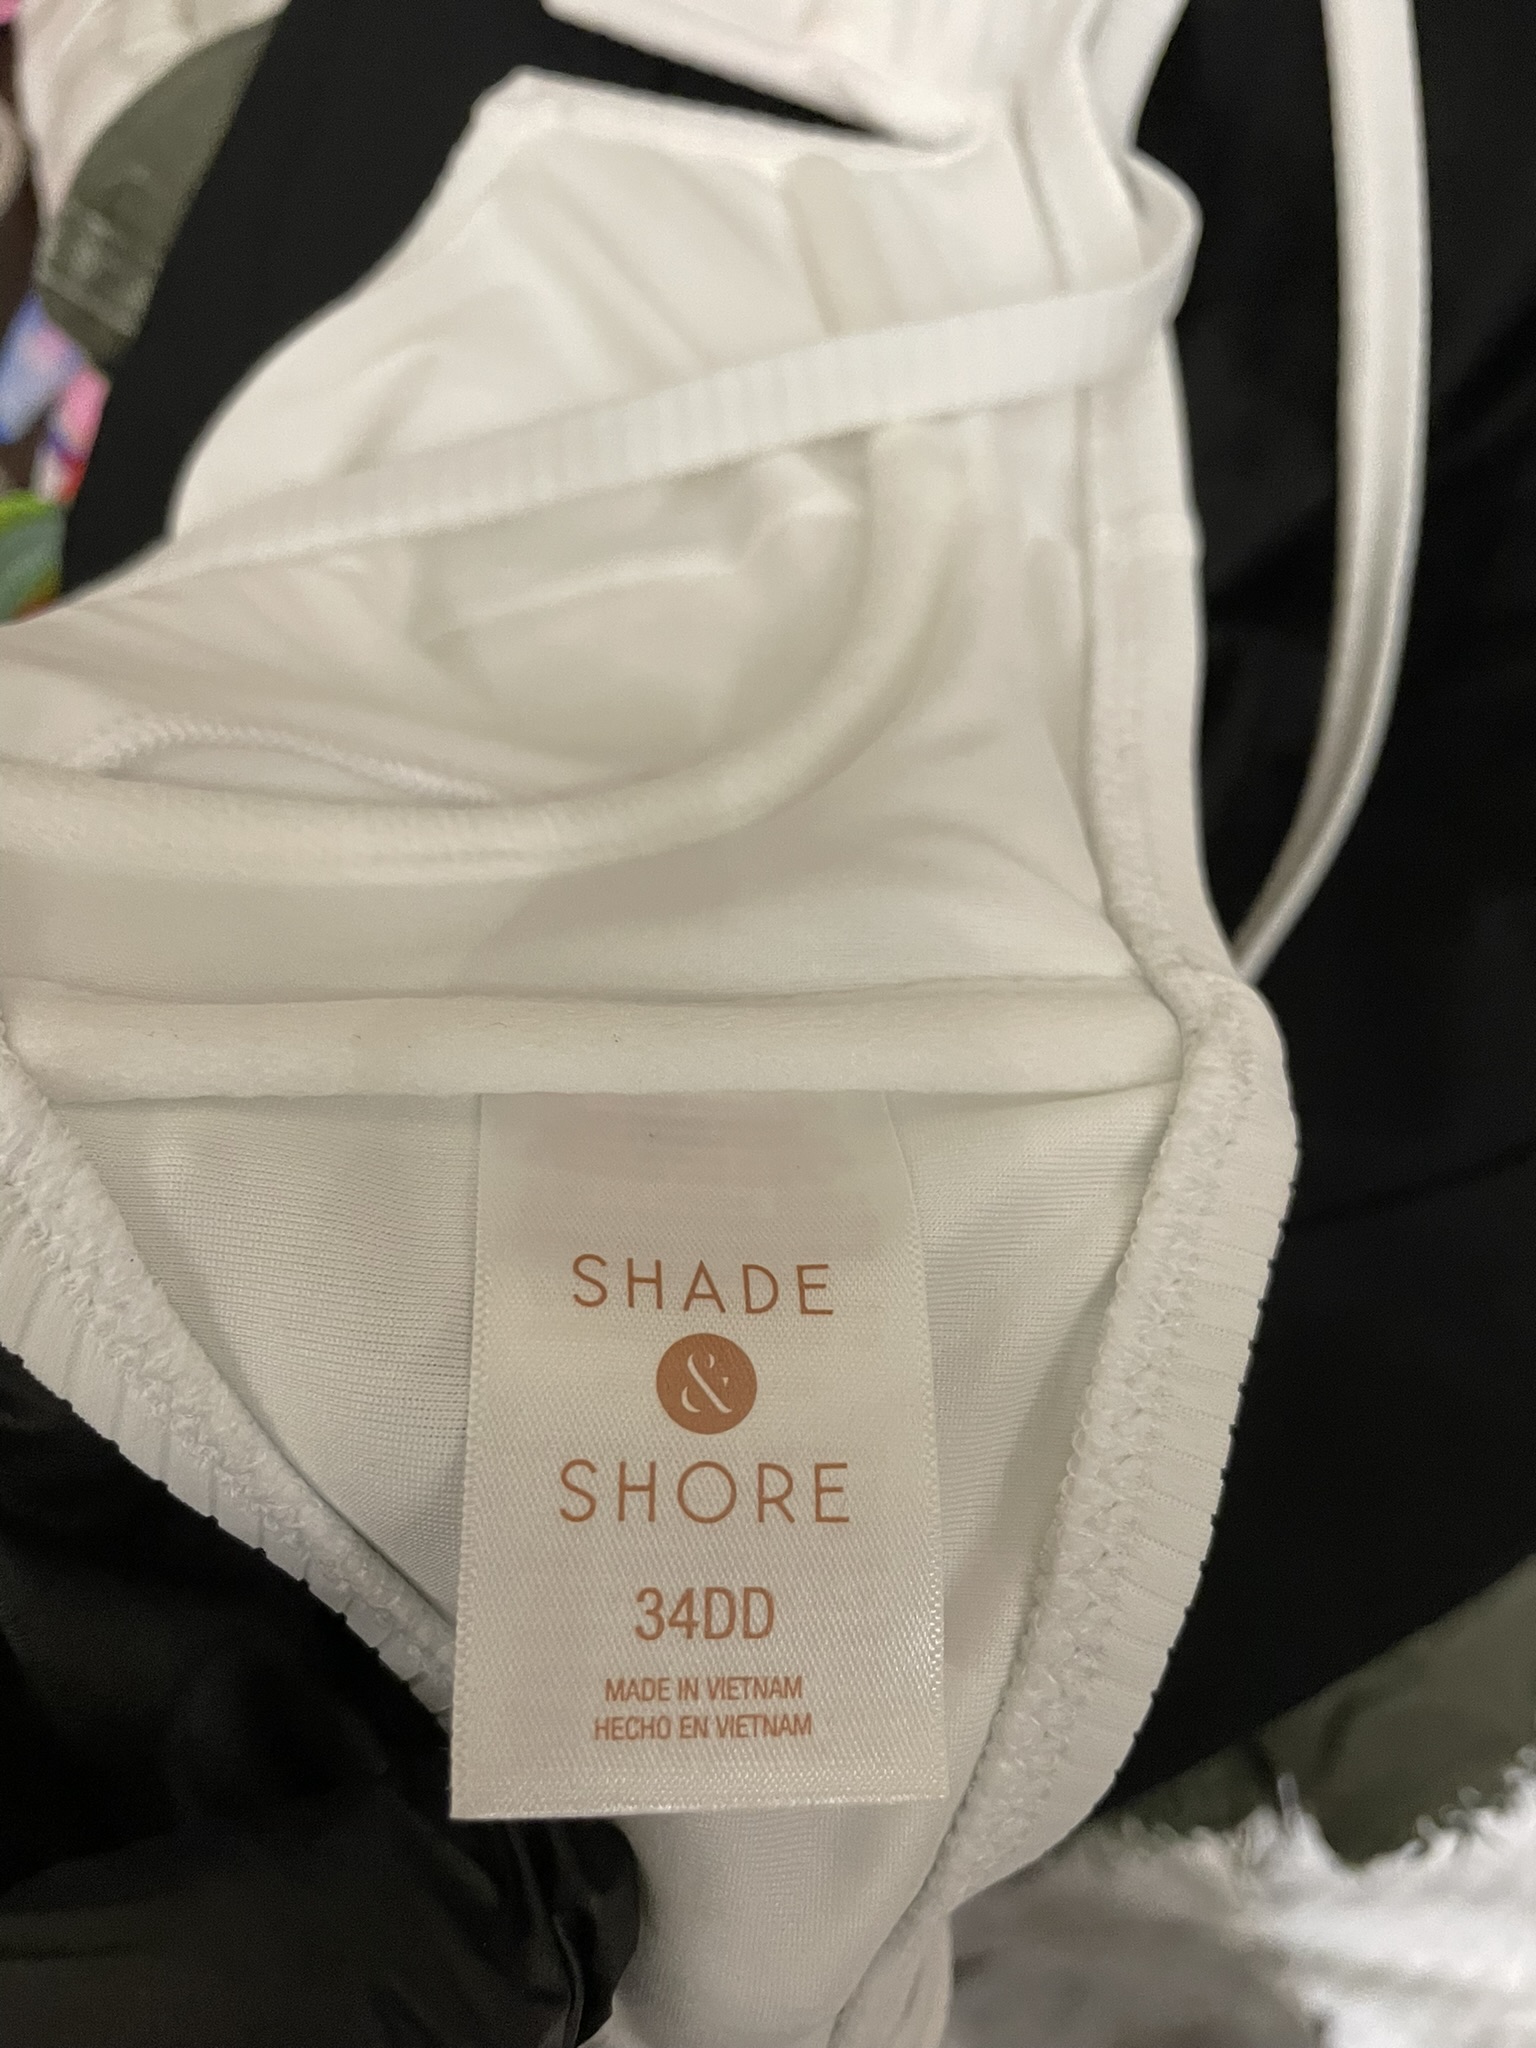 SHADE
&
SHORE
34DD
MADE IN VIETNAM
HECHO EN VIETNAM